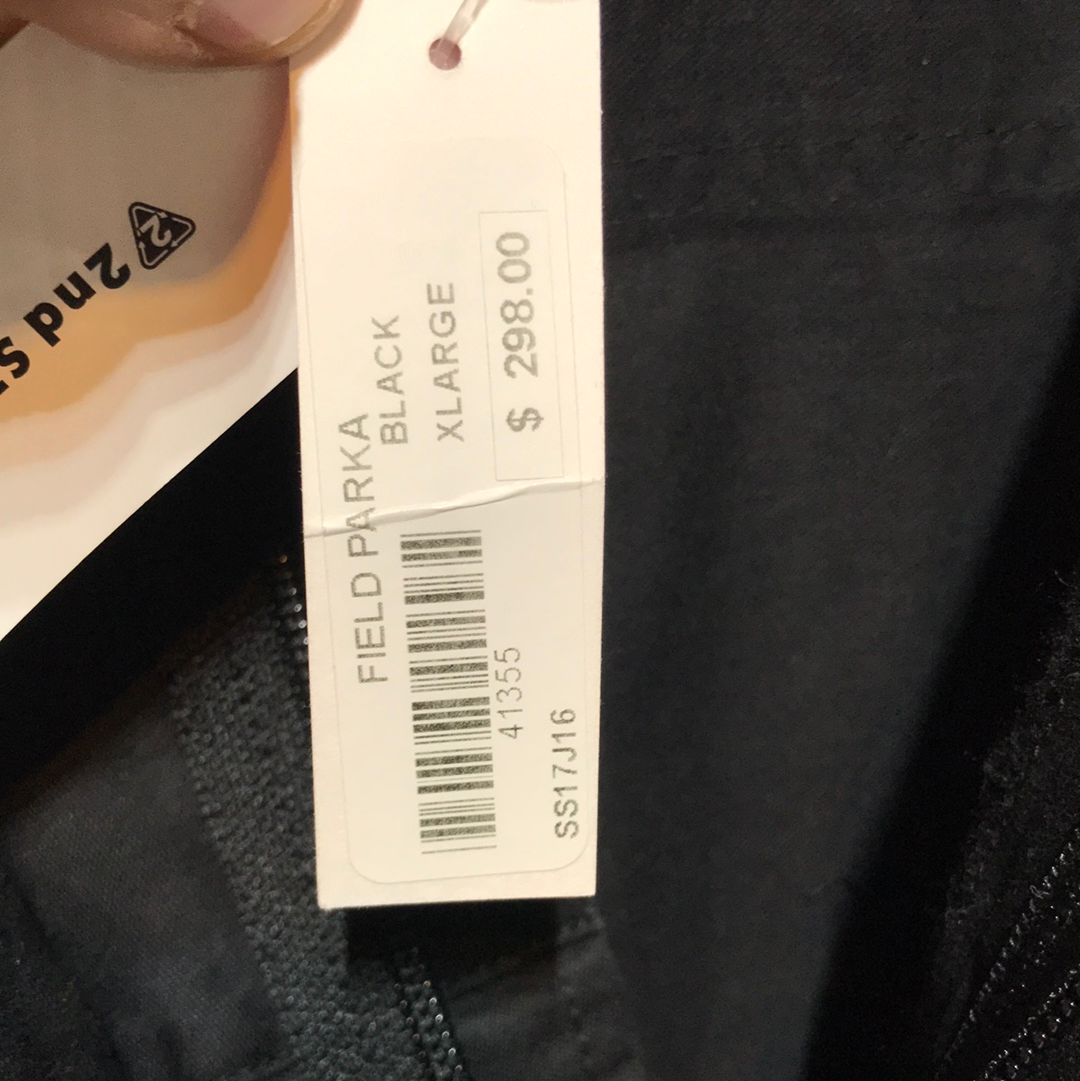 FIELD PARKA
BLACK
XLARGE
$ 298.00
41355
SS17J16
2nd